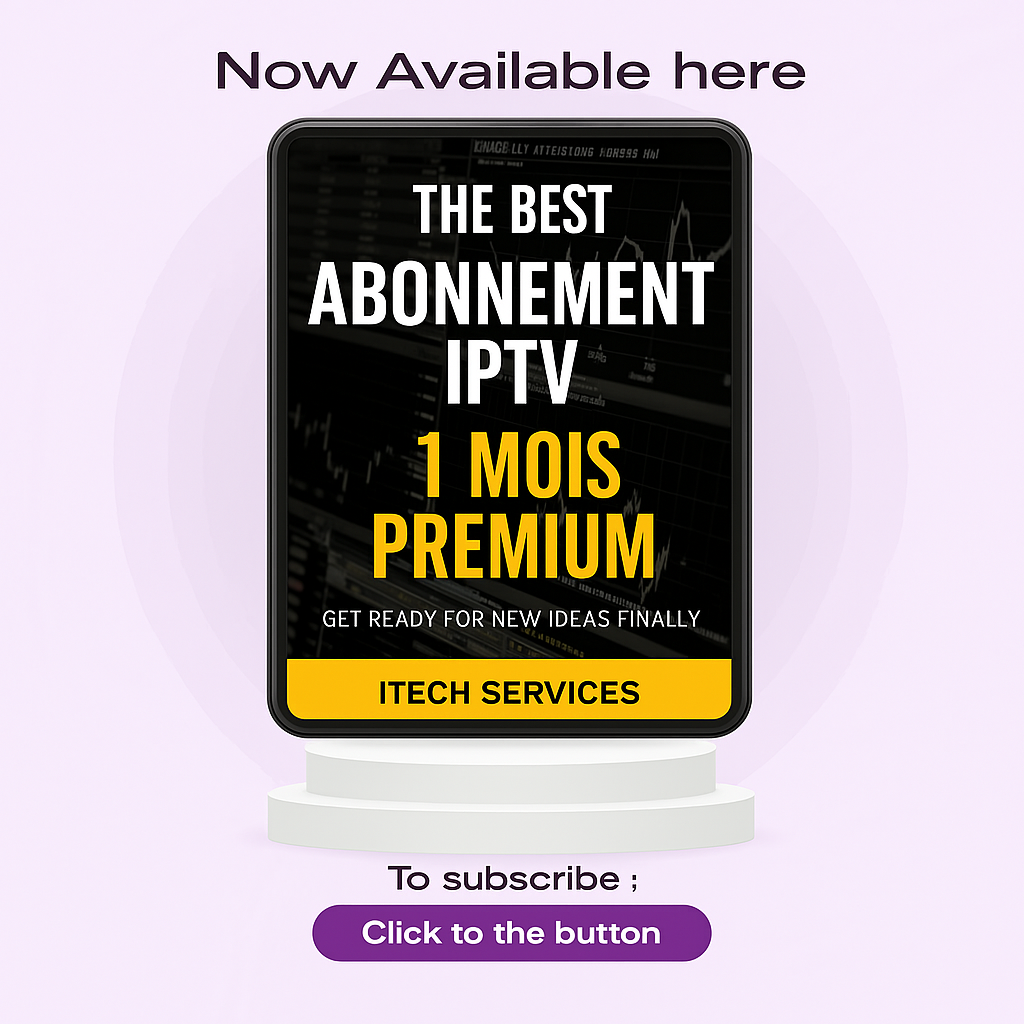 Now Available here
THE BEST
ABONNEMENT
IPTV
1 MOIS
PREMIUM
GET READY FOR NEW IDEAS FINALLY
ITECH SERVICES
To subscribe ;
Click to the button